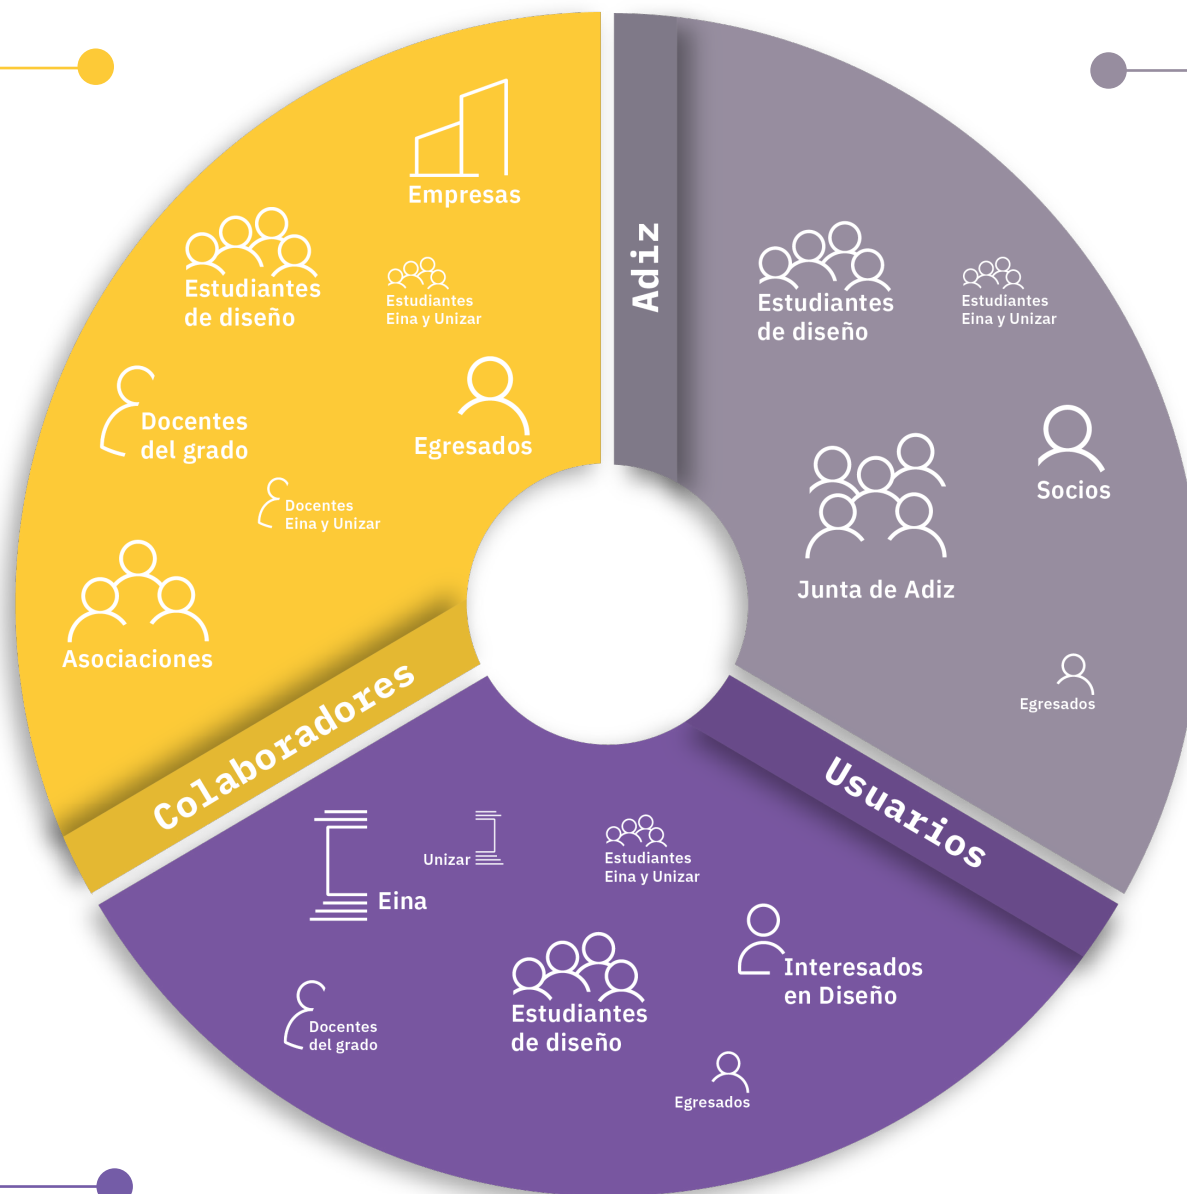 Empresas
Estudiantes
de diseño
Estudiantes
Eina y Unizar
Docentes
del grado
Egresados
Docentes
Eina y Unizar
Asociaciones
Colaboradores
Adiz
Estudiantes
de diseño
Estudiantes
Eina y Unizar
Socios
Junta de Adiz
Egresados
Usuarios
Eina
Unizar
Estudiantes
Eina y Unizar
Interesados
en Diseño
Estudiantes
de diseño
Docentes
del grado
Egresados